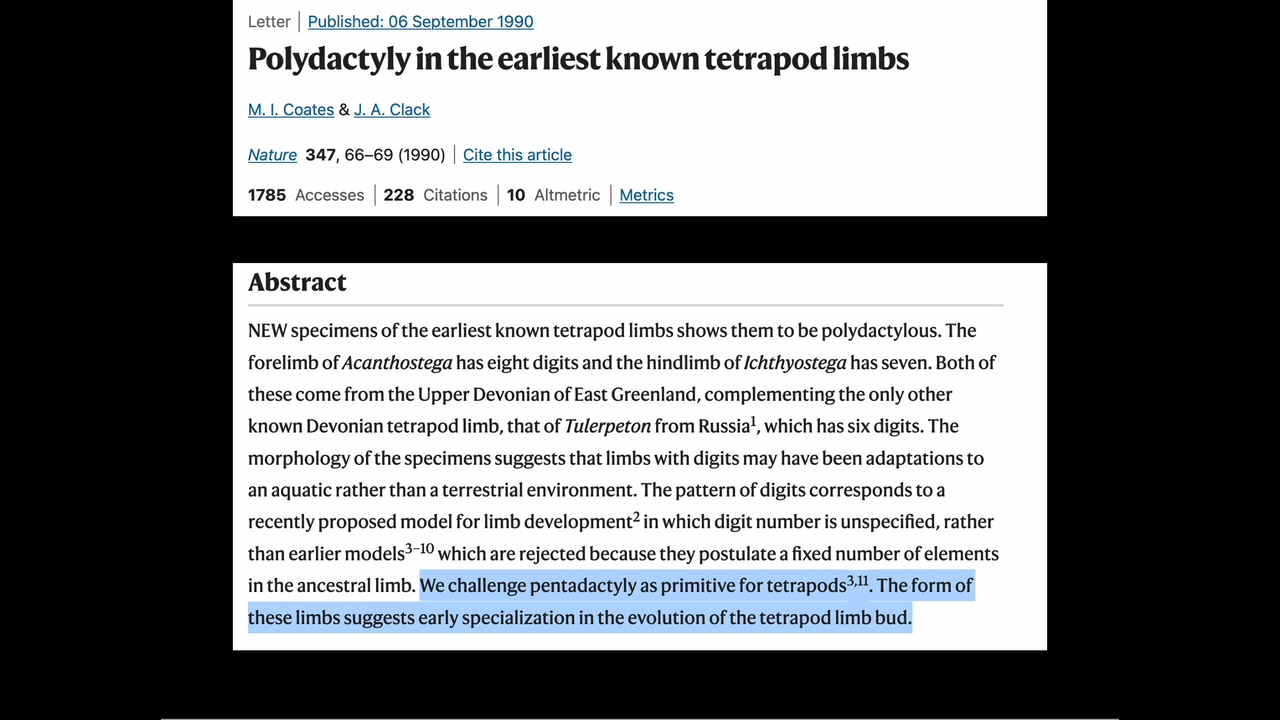 Letter | Published: 06 September 1990
Polydactyly in the earliest known tetrapod limbs
M. I. Coates & J. A. Clack
Nature 347, 66–69 (1990) | Cite this article
1785 Accesses | 228 Citations | 10 Altmetric | Metrics
Abstract
NEW specimens of the earliest known tetrapod limbs shows them to be polydactylous. The
forelimb of Acanthostega has eight digits and the hindlimb of Ichthyostega has seven. Both of
these come from the Upper Devonian of East Greenland, complementing the only other
known Devonian tetrapod limb, that of Tulerpeton from Russia1, which has six digits. The
morphology of the specimens suggests that limbs with digits may have been adaptations to
an aquatic rather than a terrestrial environment. The pattern of digits corresponds to a
recently proposed model for limb development2 in which digit number is unspecified, rather
than earlier models3–10 which are rejected because they postulate a fixed number of elements
in the ancestral limb. We challenge pentadactyly as primitive for tetrapods3,11. The form of
these limbs suggests early specialization in the evolution of the tetrapod limb bud.